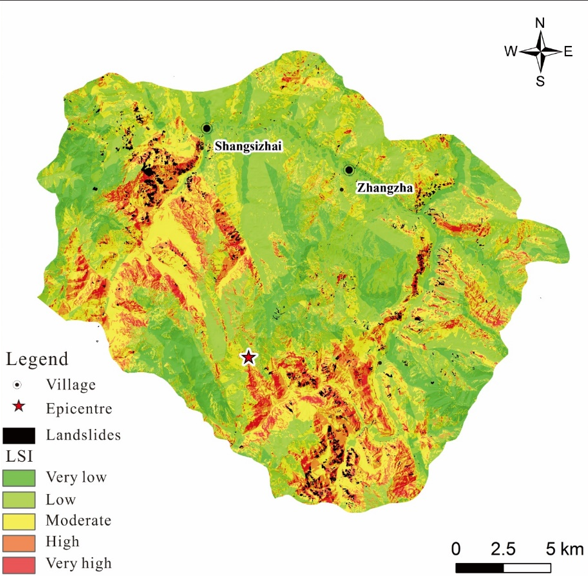 N
W E
S
Shangsizhai
Zhangzha
Legend
Village
Epicentre
Landslides
LSI
Very low
Low
Moderate
High
Very high
0 2.5 5 km